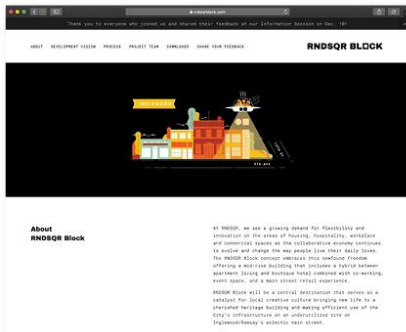 rndsqrblock.com
Thank you to everyone who joined us and shared their feedback at our Information Session on Dec. 10!
ABOUT DEVELOPMENT VISION PROCESS PROJECT TEAM DOWNLOADS SHARE YOUR FEEDBACK
RNDSQR BLOCK
INGLEWOOD
9TH AVE
About
RNDSQR Block
At RNDSQR, we see a growing demand for flexibility and
innovation in the areas of housing, hospitality, workplace
and commercial spaces as the collaborative economy continues
to evolve and change the way people live their daily lives.
The RNDSQR Block concept embraces this newfound freedom
offering a mid-rise building that includes a hybrid between
apartment living and boutique hotel combined with co-working,
event space, and a main street retail experience.
RNDSQR Block will be a central destination that serves as a
catalyst for local creative culture bringing new life to a
cherished heritage building and making efficient use of the
City's infrastructure on an underutilized site on
Inglewood/Ramsay's eclectic main street.